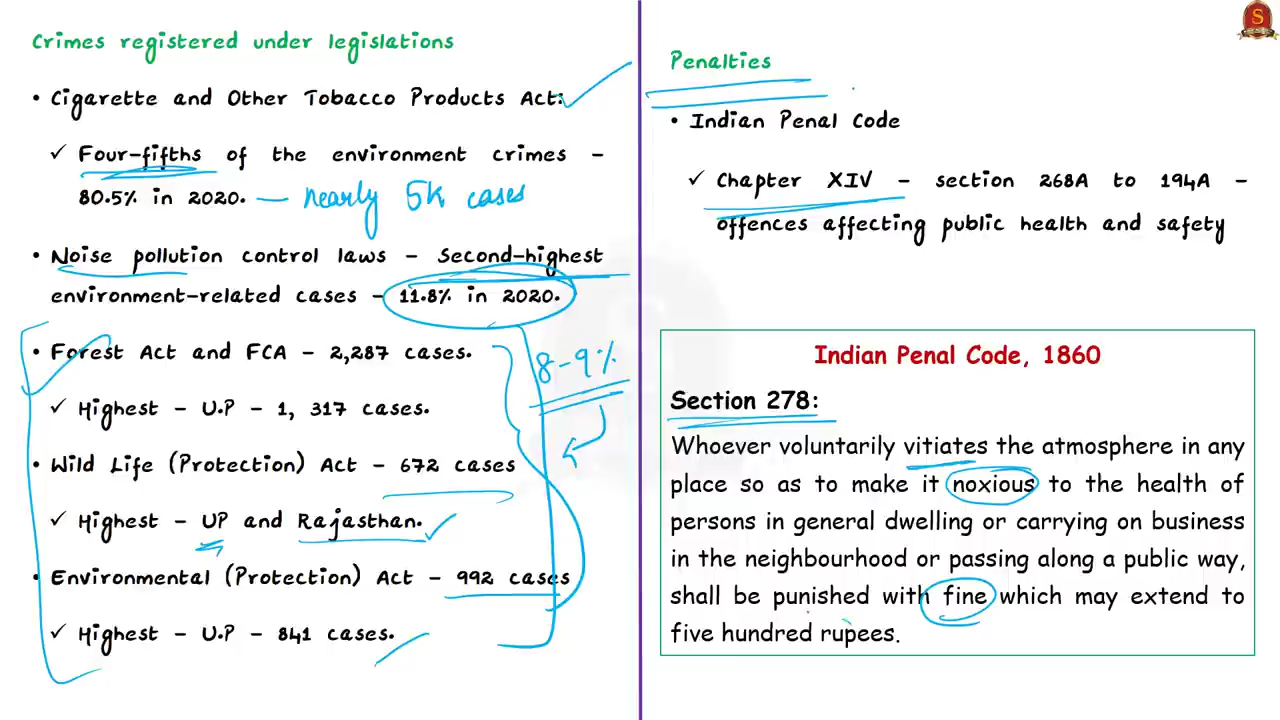 Crimes registered under legislations
• Cigarette and Other Tobacco Products Act:
✓ Four-fifths of the environment crimes –
80.5% in 2020. — nearly 5k cases
• Noise pollution control laws – Second-highest
environment-related cases – 11.8% in 2020.
• Forest Act and FCA – 2,287 cases.
8-9%
✓ Highest – U.P – 1, 317 cases.
• Wild Life (Protection) Act – 672 cases
✓ Highest – UP and Rajasthan.
• Environmental (Protection) Act – 992 cases
✓ Highest – U.P – 841 cases.
S
Penalties
• Indian Penal Code
✓ Chapter XIV – section 268A to 194A –
offences affecting public health and safety
Indian Penal Code, 1860
Section 278:
Whoever voluntarily vitiates the atmosphere in any
place so as to make it noxious to the health of
persons in general dwelling or carrying on business
in the neighbourhood or passing along a public way,
shall be punished with fine which may extend to
five hundred rupees.